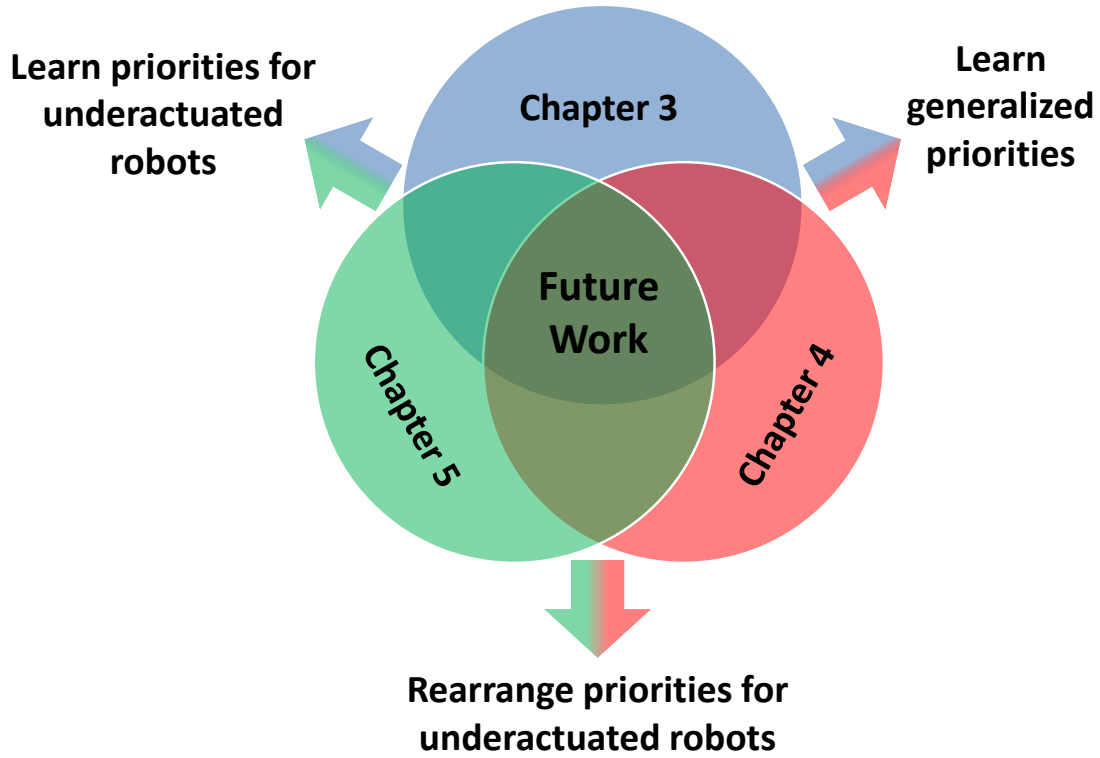 Learn priorities for
underactuated
robots
Chapter 3
Learn
generalized
priorities
Future
Work
Chapter 5
Chapter 4
Rearrange priorities for
underactuated robots